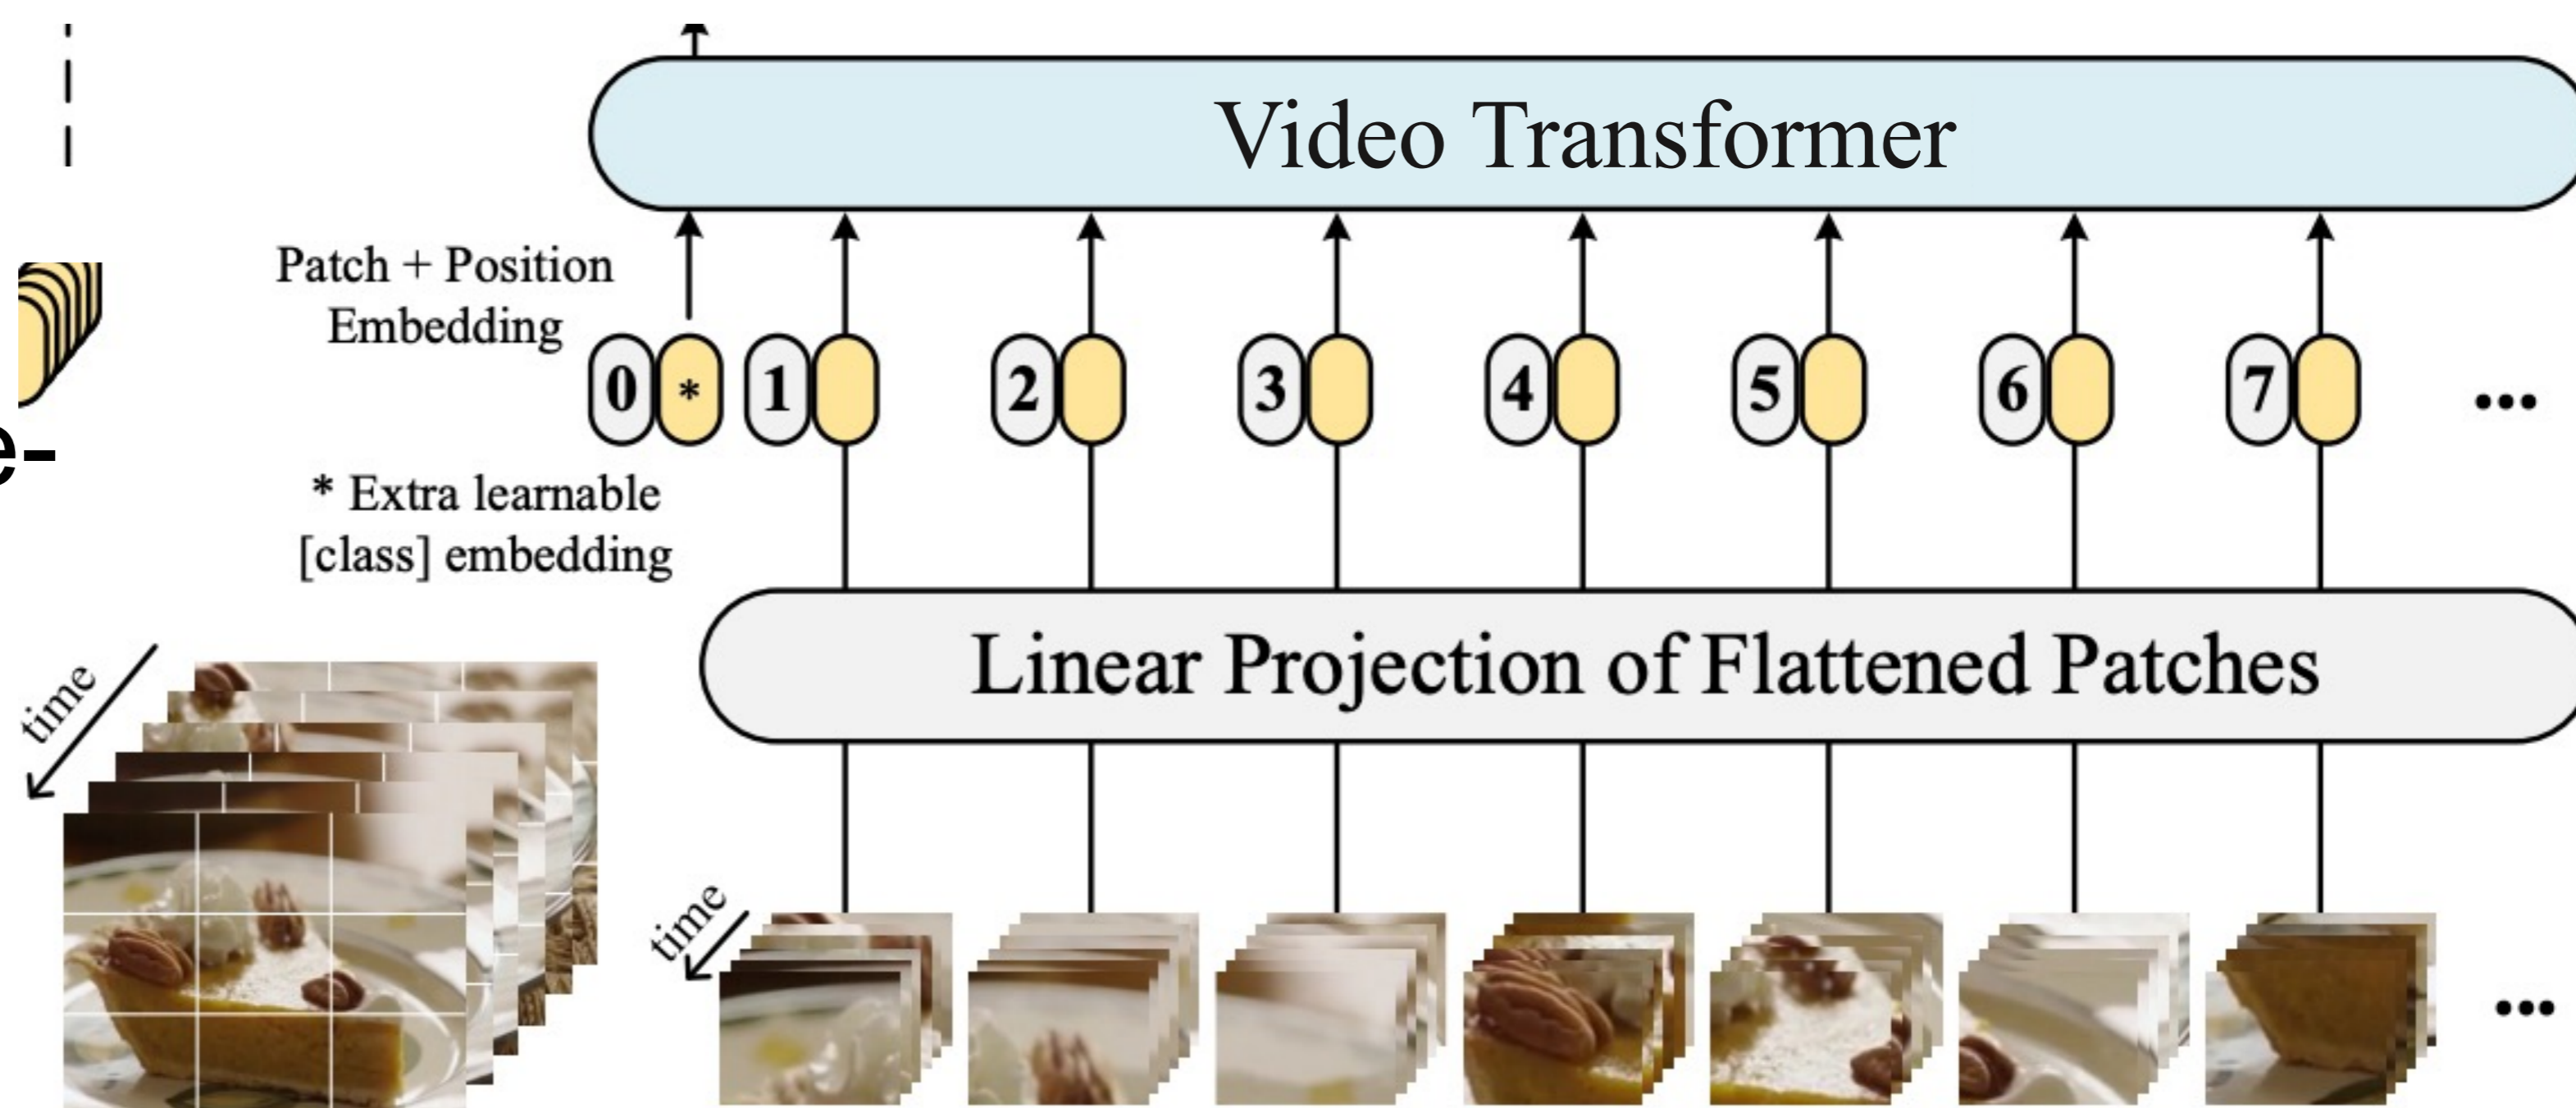 Video Transformer
Patch + Position
Embedding
0 * 1 2 3 4 5 6 7 ...
e-
* Extra learnable
[class] embedding
Linear Projection of Flattened Patches
time
time
...